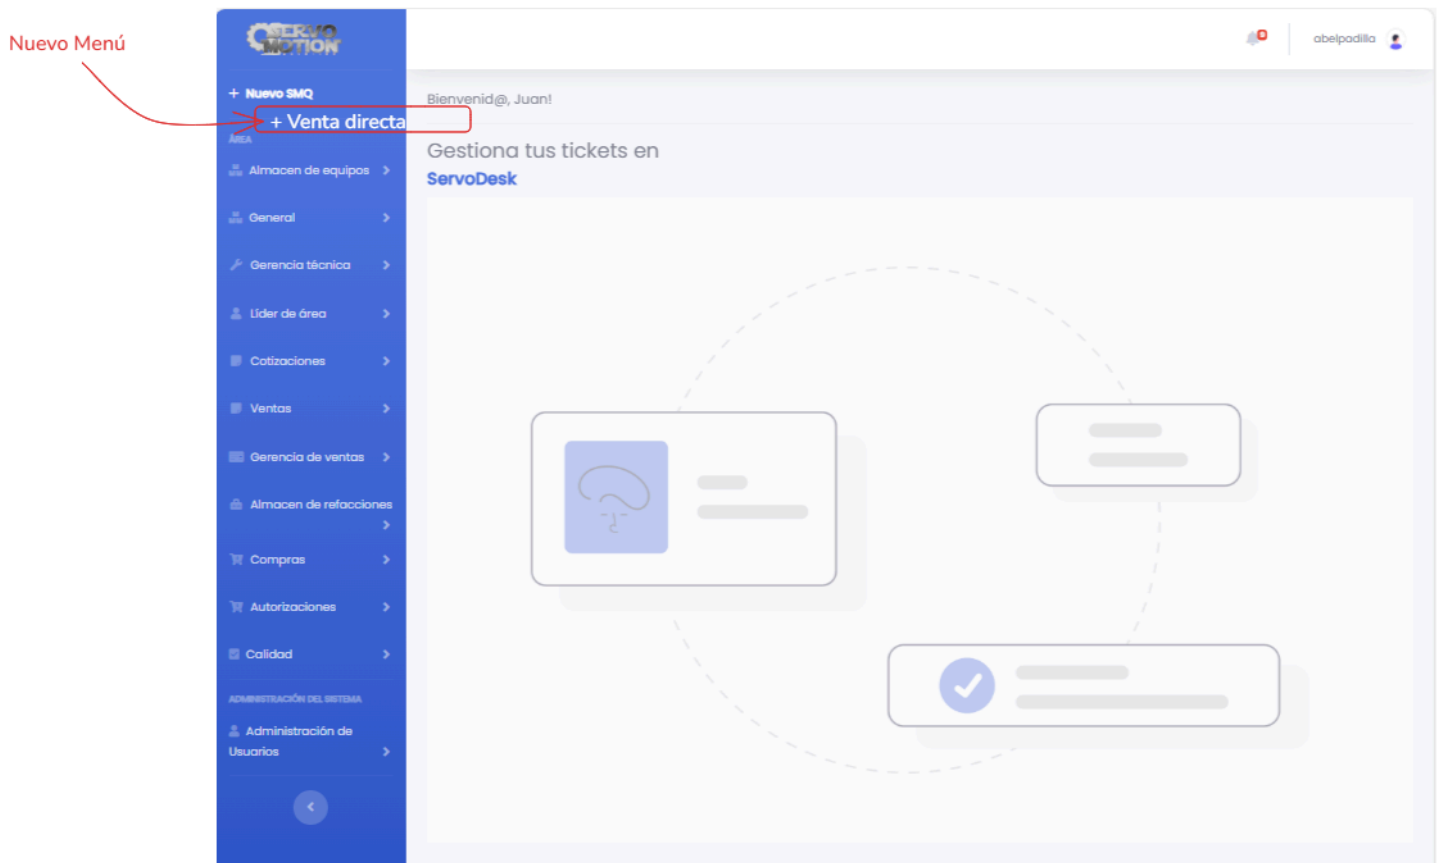 Nuevo Menú
SERVO
MOTION
abelpadilla
+ Nuevo SMQ
Bienvenid@, Juan!
+ Venta directa
ÁREA
Gestiona tus tickets en
ServoDesk
Almacen de equipos
General
Gerencia técnica
Líder de área
Cotizaciones
Ventas
Gerencia de ventas
Almacen de refacciones
Compras
Autorizaciones
Calidad
ADMINISTRACIÓN DEL SISTEMA
Administración de
Usuarios